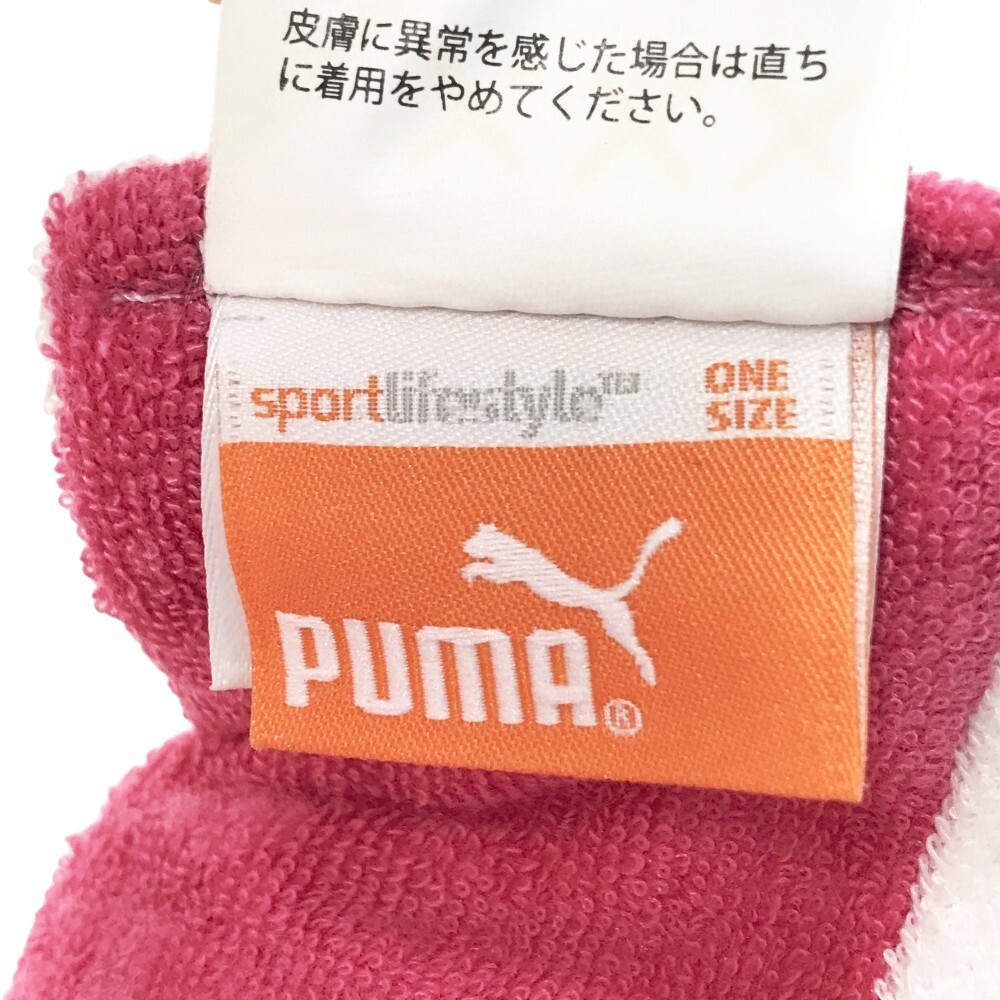 皮膚に異常を感じた場合は直ち
に着用をやめてください。
sportlifestyle™
ONE
SIZE
PUMA®